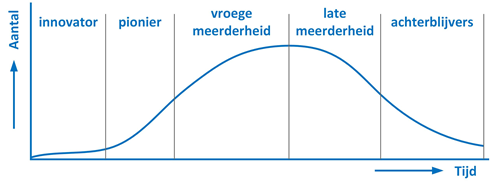 Aantal
innovator
pionier
vroege
meerderheid
late
meerderheid
achterblijvers
Tijd